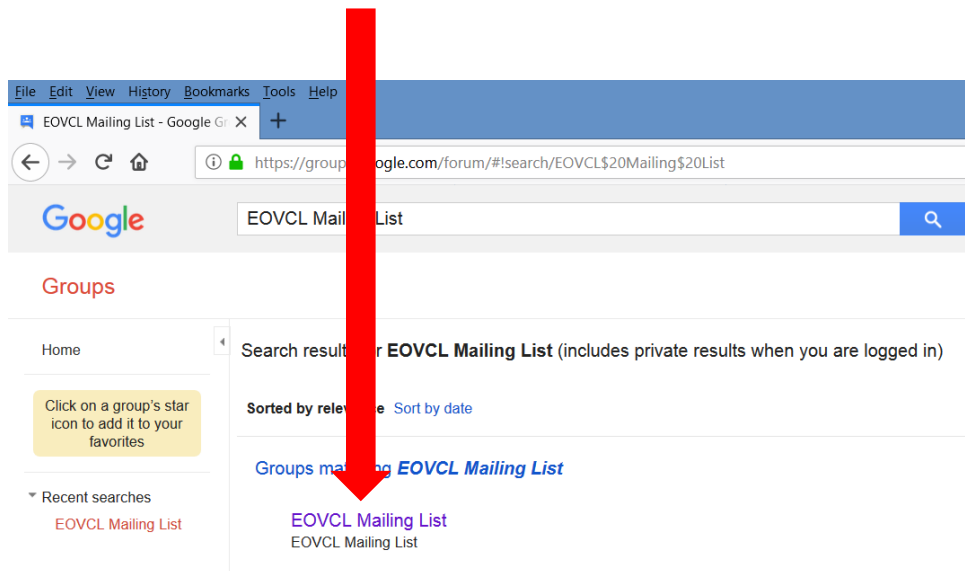 File Edit View History Bookmarks Tools Help
EOVCL Mailing List - Google Gr
https://group ogle.com/forum/#!search/EOVCL$20Mailing$20List
Google
EOVCL Mail List
Groups
Home
Search result r EOVCL Mailing List (includes private results when you are logged in)
Click on a group's star
icon to add it to your
favorites
Sorted by rele e Sort by date
Groups ma g EOVCL Mailing List
Recent searches
EOVCL Mailing List
EOVCL Mailing List
EOVCL Mailing List